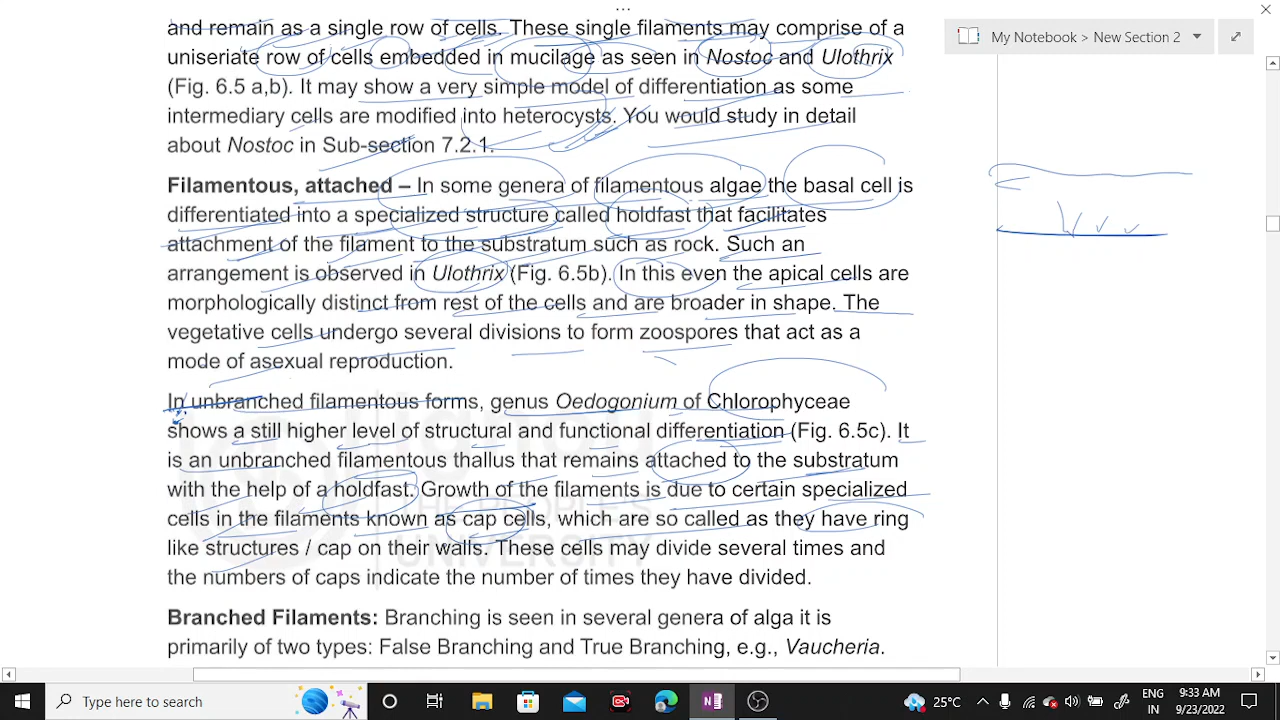 ...
My Notebook > New Section 2
and remain as a single row of cells. These single filaments may comprise of a
uniseriate row of cells embedded in mucilage as seen in Nostoc and Ulothrix
(Fig. 6.5 a,b). It may show a very simple model of differentiation as some
intermediary cells are modified into heterocysts. You would study in detail
about Nostoc in Sub-section 7.2.1.
Filamentous, attached – In some genera of filamentous algae the basal cell is
differentiated into a specialized structure called holdfast that facilitates
attachment of the filament to the substratum such as rock. Such an
arrangement is observed in Ulothrix (Fig. 6.5b). In this even the apical cells are
morphologically distinct from rest of the cells and are broader in shape. The
vegetative cells undergo several divisions to form zoospores that act as a
mode of asexual reproduction.
In unbranched filamentous forms, genus Oedogonium of Chlorophyceae
shows a still higher level of structural and functional differentiation (Fig. 6.5c). It
is an unbranched filamentous thallus that remains attached to the substratum
with the help of a holdfast. Growth of the filaments is due to certain specialized
cells in the filaments known as cap cells, which are so called as they have ring
like structures / cap on their walls. These cells may divide several times and
the numbers of caps indicate the number of times they have divided.
Branched Filaments: Branching is seen in several genera of alga it is
primarily of two types: False Branching and True Branching, e.g., Vaucheria.
THE PEOPLE'S
UNIVERSITY
Type here to search
25°C
ENG
IN
9:33 AM
9/23/2022